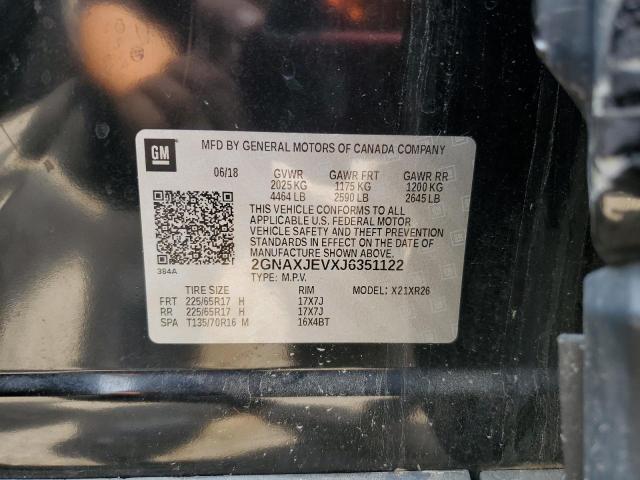 GM
MFD BY GENERAL MOTORS OF CANADA COMPANY
06/18 GVWR GAWR FRT GAWR RR
2025 KG 1175 KG 1200 KG
4464 LB 2590 LB 2645 LB
THIS VEHICLE CONFORMS TO ALL
APPLICABLE U.S. FEDERAL MOTOR
VEHICLE SAFETY AND THEFT PREVENTION
STANDARDS IN EFFECT ON THE DATE OF
MANUFACTURE SHOWN ABOVE.
384A
2GNAXJEVXJ6351122
TYPE: M.P.V.
TIRE SIZE RIM MODEL: X21XR26
FRT 225/65R17 H 17X7J
RR 225/65R17 H 17X7J
SPA T135/70R16 M 16X4BT